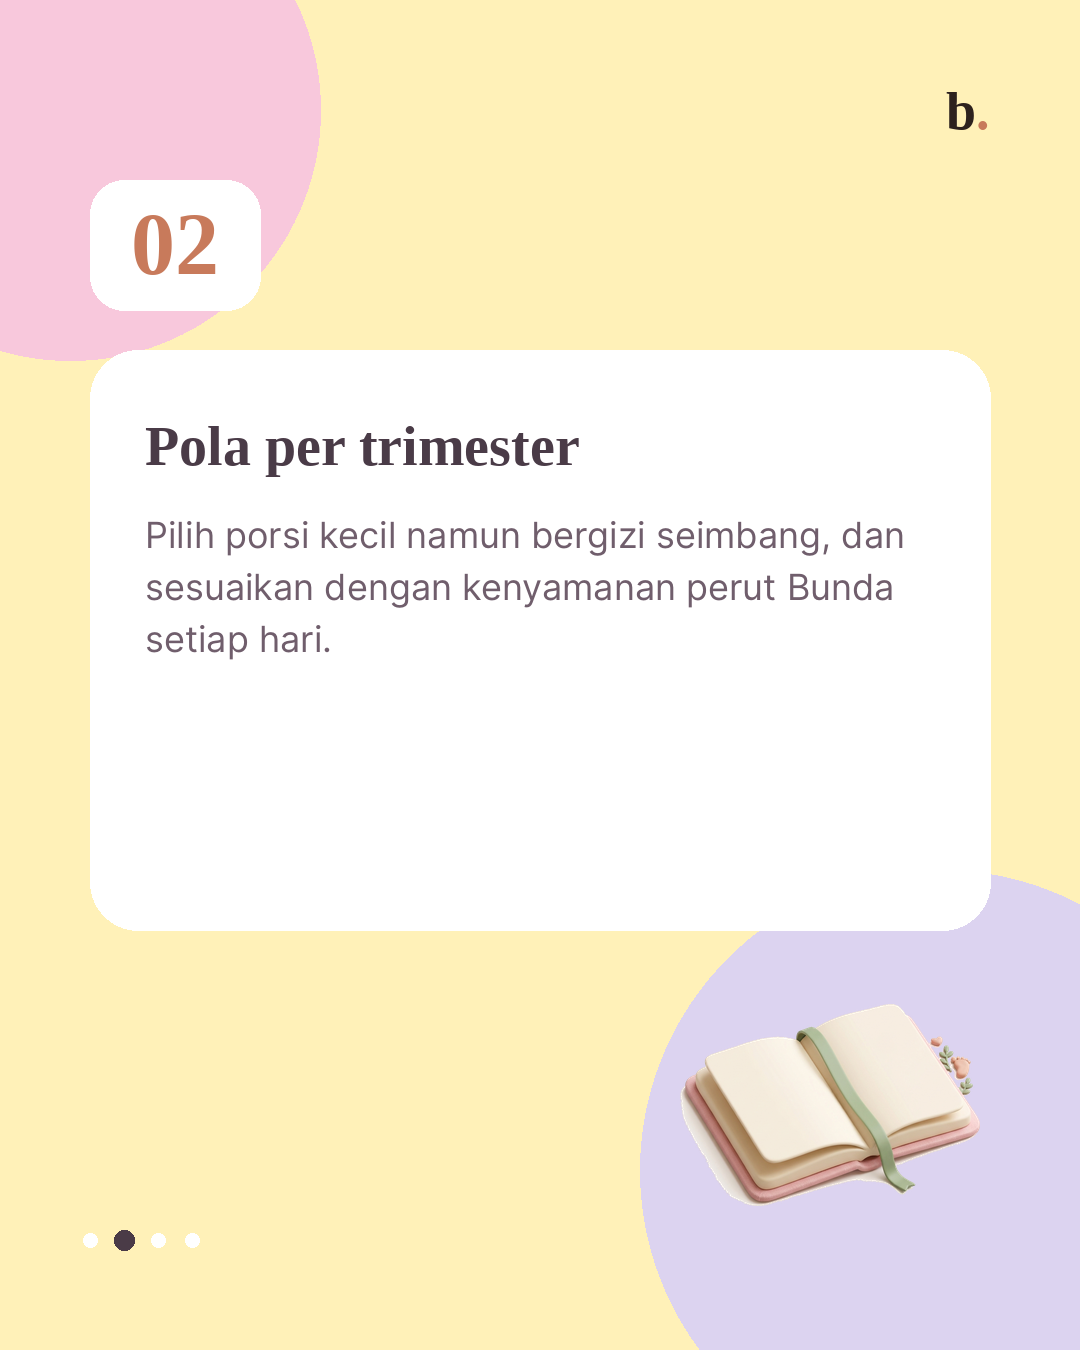 b.
02
Pola per trimester
Pilih porsi kecil namun bergizi seimbang, dan
sesuaikan dengan kenyamanan perut Bunda
setiap hari.